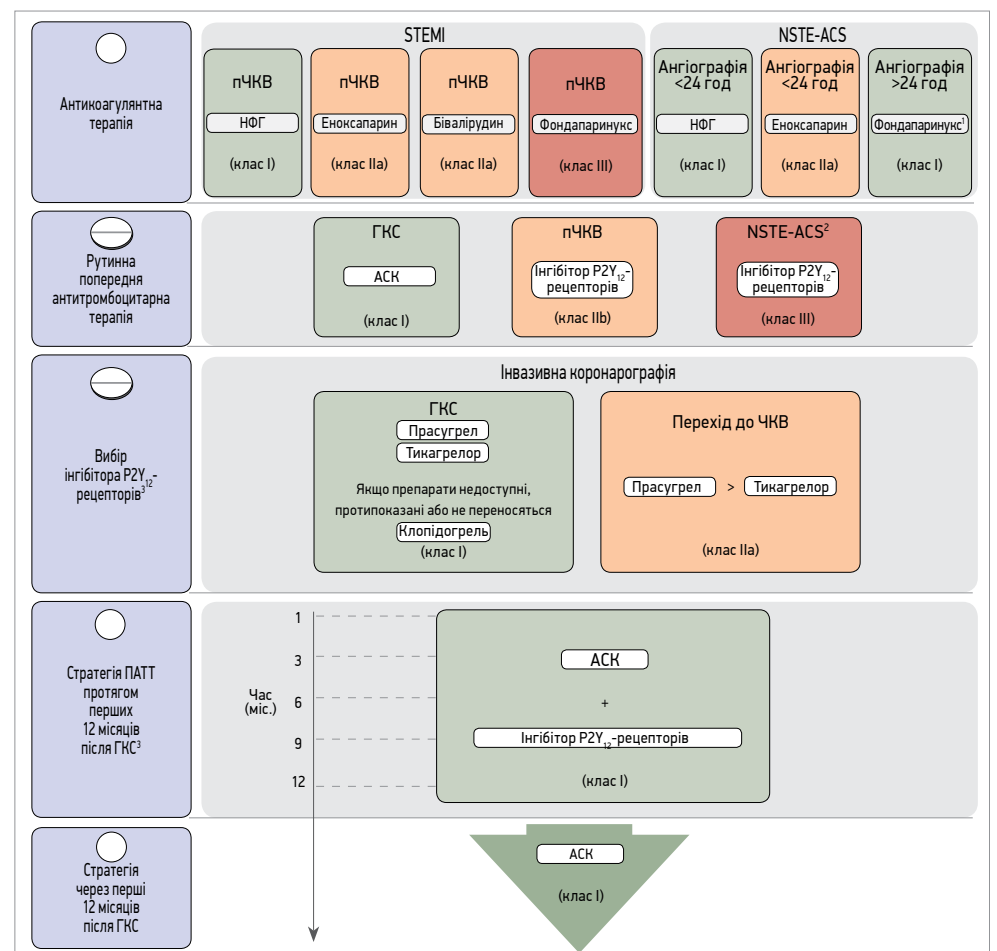 STEMI
NSTE-ACS
Антикоагулянтна
терапія
пЧКВ
НФГ
(клас I)
пЧКВ
Еноксапарин
(клас IIa)
пЧКВ
Бівалірудин
(клас IIa)
пЧКВ
Фондапаринукс
(клас III)
Ангіографія
<24 год
НФГ
(клас I)
Ангіографія
<24 год
Еноксапарин
(клас IIa)
Ангіографія
>24 год
Фондапаринукс¹
(клас I)
Рутинна
попередня
антитромбоцитарна
терапія
ГКС
АСК
(клас I)
пЧКВ
Інгібітор P2Y₁₂-
рецепторів
(клас IIb)
NSTE-ACS²
Інгібітор P2Y₁₂-
рецепторів
(клас III)
Вибір
інгібітора P2Y₁₂-
рецепторів³
Інвазивна коронарографія
ГКС
Прасугрел
Тикагрелор
Якщо препарати недоступні,
протипоказані або не переносяться
Клопідогрель
(клас I)
Перехід до ЧКВ
Прасугрел > Тикагрелор
(клас IIa)
Стратегія ПАТТ
протягом
перших
12 місяців
після ГКС³
Час
(міс.)
1
3
6
9
12
АСК
+
Інгібітор P2Y₁₂-рецепторів
(клас I)
Стратегія
через перші
12 місяців
після ГКС
АСК
(клас I)